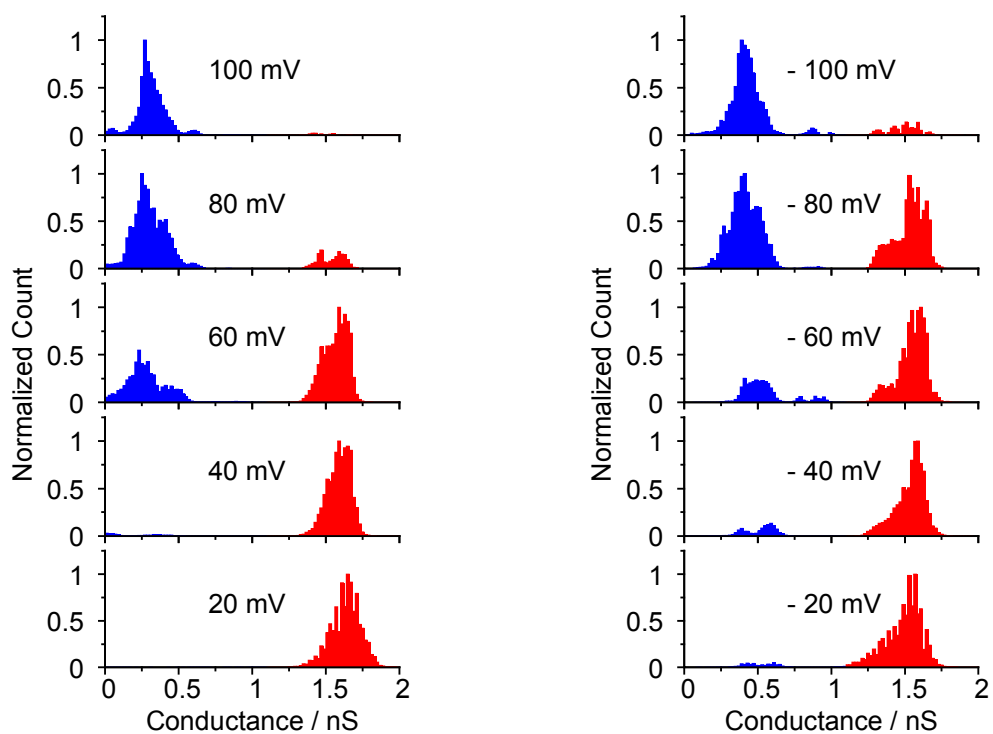 1
0.5
0
100 mV
1
0.5
0
80 mV
1
0.5
0
60 mV
1
0.5
0
40 mV
1
0.5
0
20 mV
0 0.5 1 1.5 2
Conductance / nS
Normalized Count
1
0.5
0
- 100 mV
1
0.5
0
- 80 mV
1
0.5
0
- 60 mV
1
0.5
0
- 40 mV
1
0.5
0
- 20 mV
0 0.5 1 1.5 2
Conductance / nS
Normalized Count